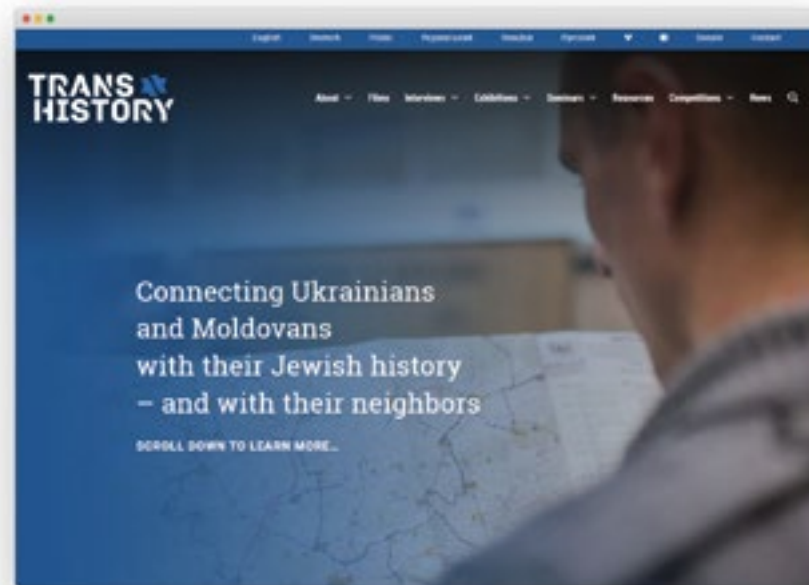 English Deutsch Русский Donate Contact
TRANS
HISTORY
About Films Interviews Exhibitions Seminars Resources Competitions News
Connecting Ukrainians
and Moldovans
with their Jewish history
– and with their neighbors
SCROLL DOWN TO LEARN MORE...